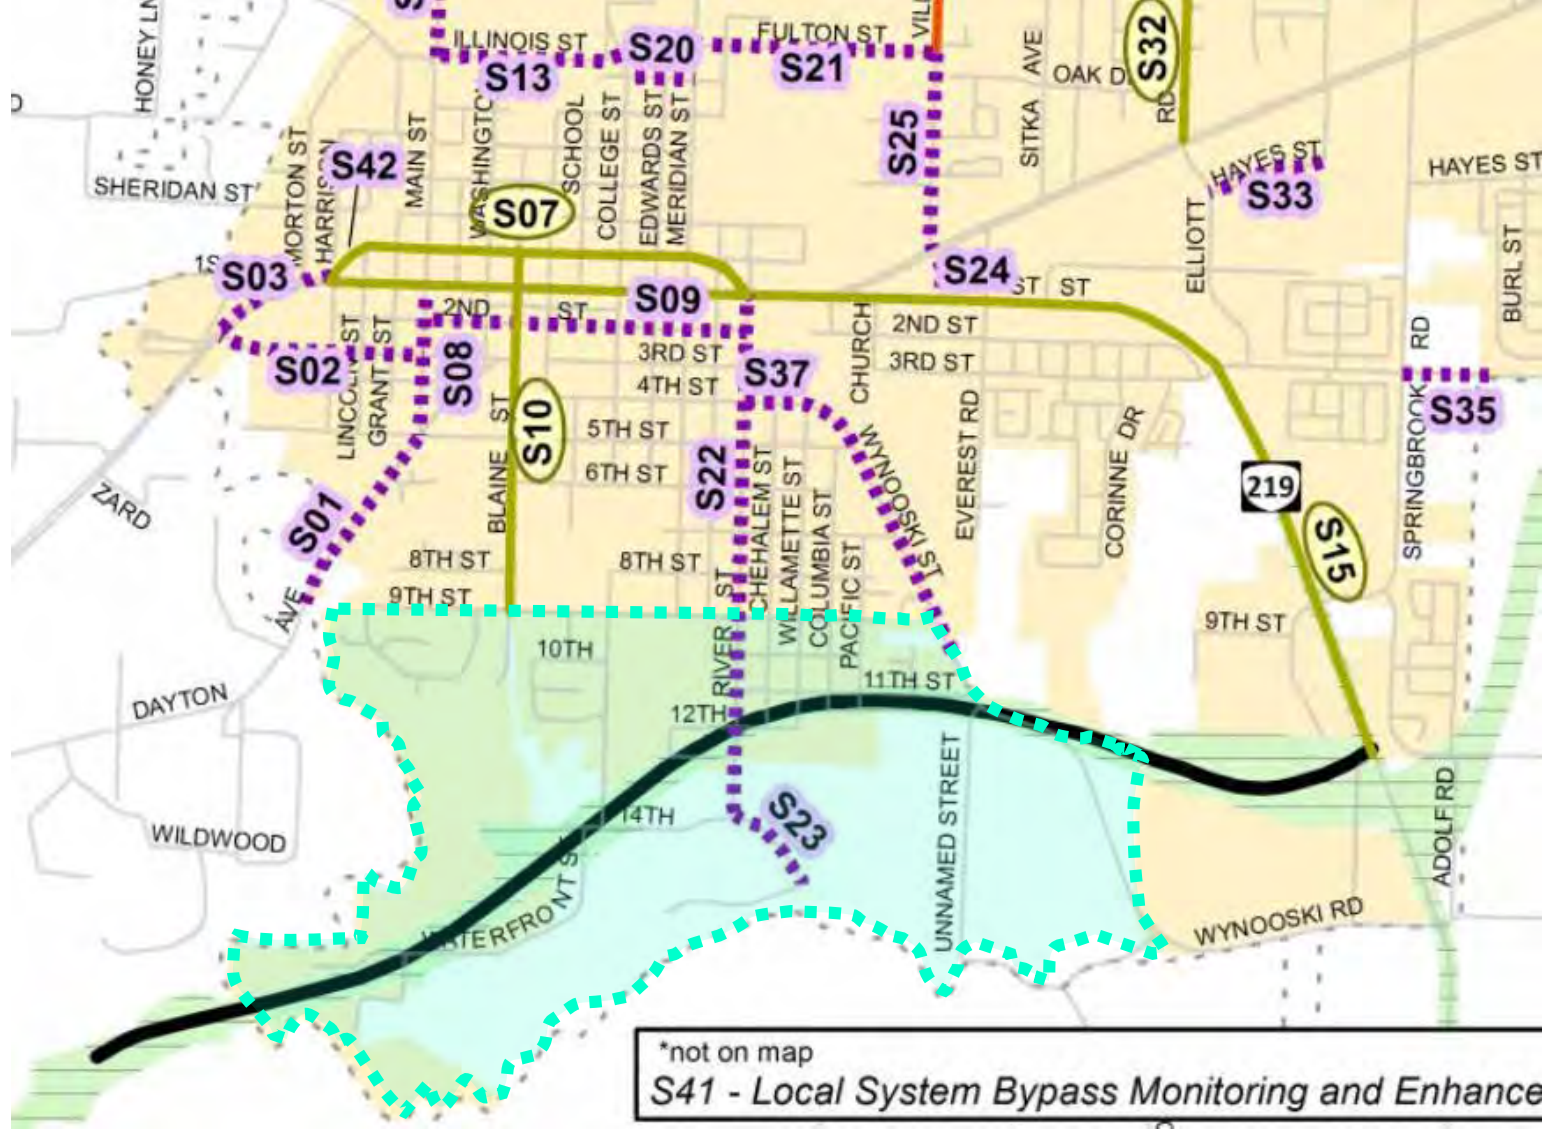 HONEY LN
ILLINOIS ST
S13
S20
FULTON ST
S21
VILL
S32
RD
SITKA AVE
OAK D
S25
S42
MORTON ST
HARRISON
MAIN ST
SCHOOL
COLLEGE ST
EDWARDS ST
MERIDIAN ST
SHERIDAN ST
S07
HAYES ST
S33
HAYES ST
ELLIOTT
BURL ST
S03
S24
ST ST
2ND ST
S09
2ND ST
3RD ST
3RD ST
4TH ST
S02
LINCOLN ST
GRANT ST
S08
S37
CHURCH
SPRINGBROOK RD
S35
BLAINE ST
S10
5TH ST
6TH ST
S22
CHEHALEM ST
WILLAMETTE ST
COLUMBIA ST
PACIFIC ST
WYNOOSKI ST
EVEREST RD
CORINNE DR
219
S15
ZARD
S01
8TH ST
8TH ST
9TH ST
9TH ST
AVE
DAYTON
10TH
RIVER ST
11TH ST
12TH
14TH
S23
UNNAMED STREET
ADOLF RD
WILDWOOD
WATERFRONT ST
WYNOOSKI RD
*not on map
S41 - Local System Bypass Monitoring and Enhance